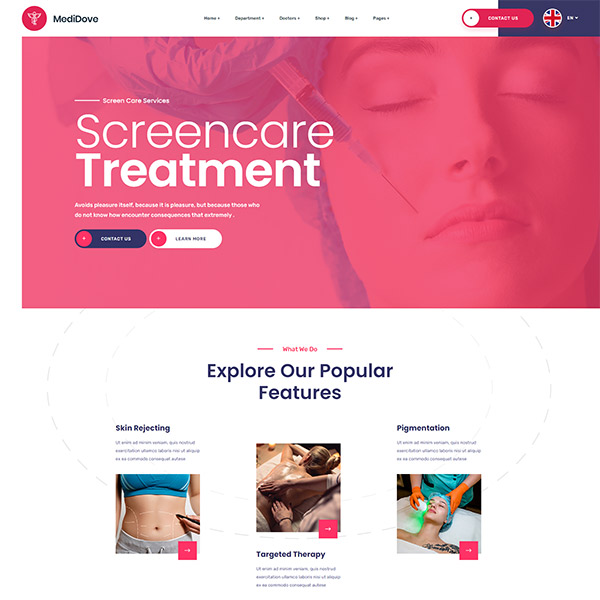 MediDove
Home +
Department +
Doctors +
Shop +
Blog +
Pages +
+ CONTACT US
EN
Screen Care Services
Screencare
Treatment
Avoids pleasure itself, because it is pleasure, but because those who
do not know how encounter consequences that extremely .
+ CONTACT US
+ LEARN MORE
What We Do
Explore Our Popular
Features
Skin Rejecting
Ut enim ad minim veniam, quis nostrud
exercitation ullamco laboris nisi ut aliquip
ex ea commodo consequat autese
Targeted Therapy
Ut enim ad minim veniam, quis nostrud
exercitation ullamco laboris nisi ut aliquip
ex ea commodo consequat autese
Pigmentation
Ut enim ad minim veniam, quis nostrud
exercitation ullamco laboris nisi ut aliquip
ex ea commodo consequat autese